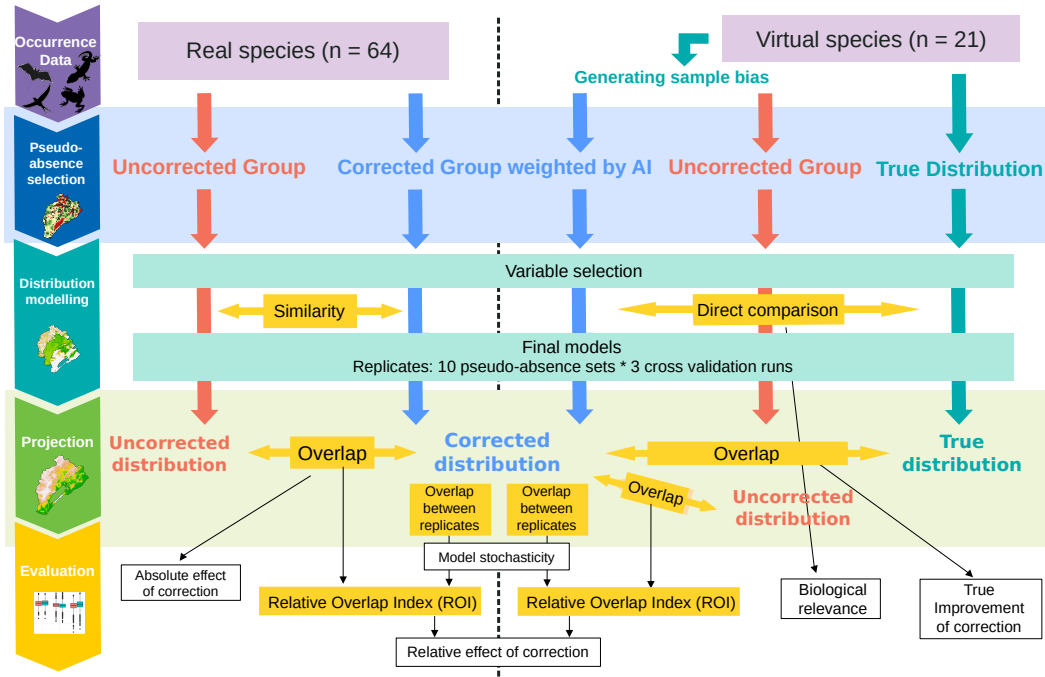 Occurrence
Data
Real species (n = 64)
Virtual species (n = 21)
Generating sample bias
Pseudo-
absence
selection
Uncorrected Group
Corrected Group weighted by AI
Uncorrected Group
True Distribution
Variable selection
Distribution
modelling
Similarity
Direct comparison
Final models
Replicates: 10 pseudo-absence sets * 3 cross validation runs
Projection
Uncorrected
distribution
Overlap
Corrected
distribution
Overlap
True
distribution
Overlap
between
replicates
Overlap
between
replicates
Overlap
Uncorrected
distribution
Model stochasticity
Evaluation
Absolute effect
of correction
Relative Overlap Index (ROI)
Relative Overlap Index (ROI)
Biological
relevance
True
Improvement
of correction
Relative effect of correction